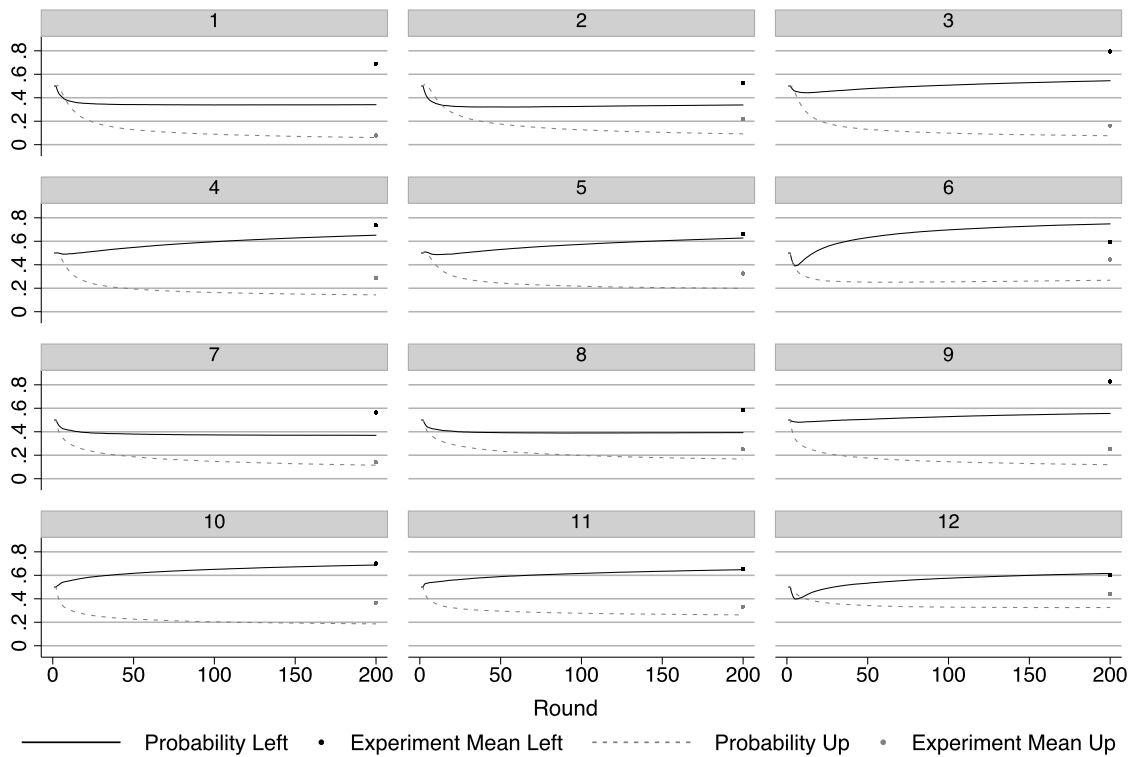 1 2 3
0 .2 .4 .6 .8
4 5 6
0 .2 .4 .6 .8
7 8 9
0 .2 .4 .6 .8
10 11 12
0 .2 .4 .6 .8
0 50 100 150 200 0 50 100 150 200 0 50 100 150 200
Round
Probability Left Experiment Mean Left Probability Up Experiment Mean Up